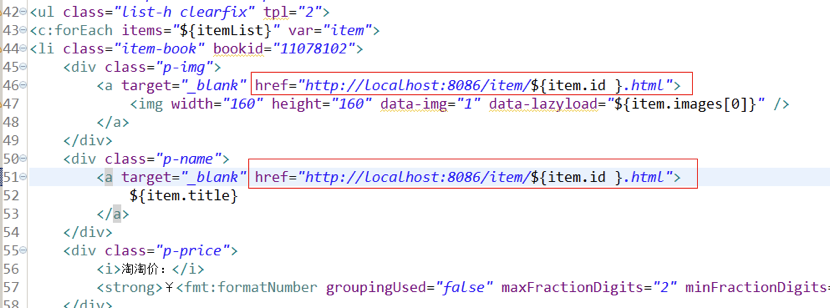 42 <ul class="list-h clearfix" tpl="2">
43 <c:forEach items="${itemList}" var="item">
44 <li class="item-book" bookid="11078102">
45 <div class="p-img">
46 <a target="_blank" href="http://localhost:8086/item/${item.id }.html">
47 <img width="160" height="160" data-img="1" data-lazyload="${item.images[0]}" />
48 </a>
49 </div>
50 <div class="p-name">
51 <a target="_blank" href="http://localhost:8086/item/${item.id }.html">
52 ${item.title}
53 </a>
54 </div>
55 <div class="p-price">
56 <i>淘淘价：</i>
57 <strong>￥<fmt:formatNumber groupingUsed="false" maxFractionDigits="2" minFractionDigits=
58 </div>